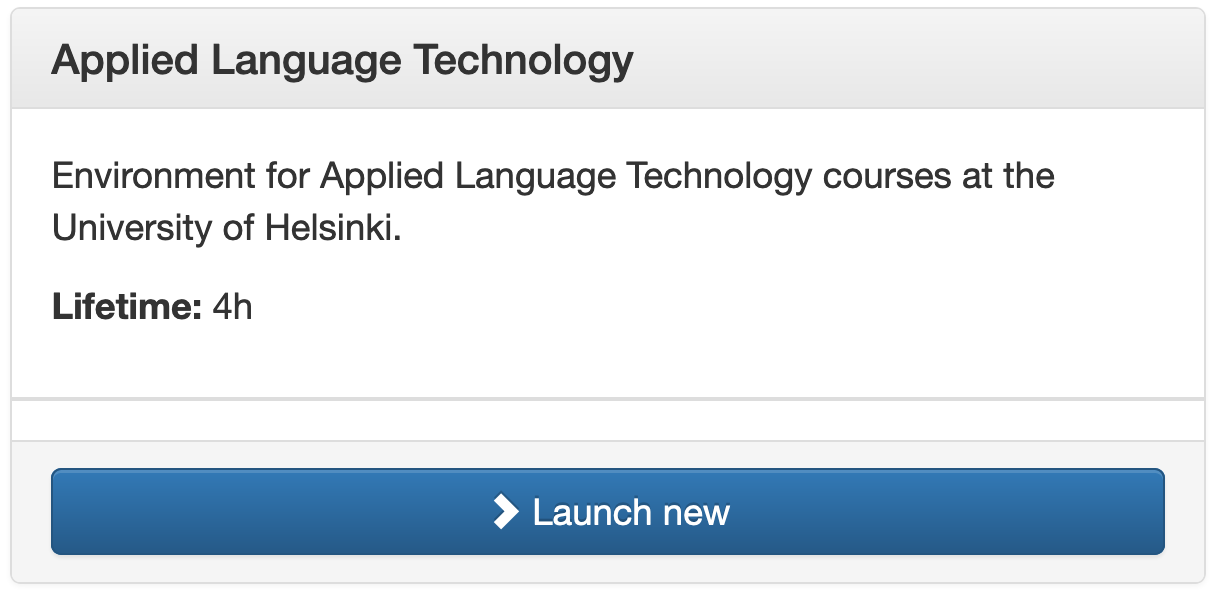 Applied Language Technology
Environment for Applied Language Technology courses at the
University of Helsinki.
Lifetime: 4h
Launch new